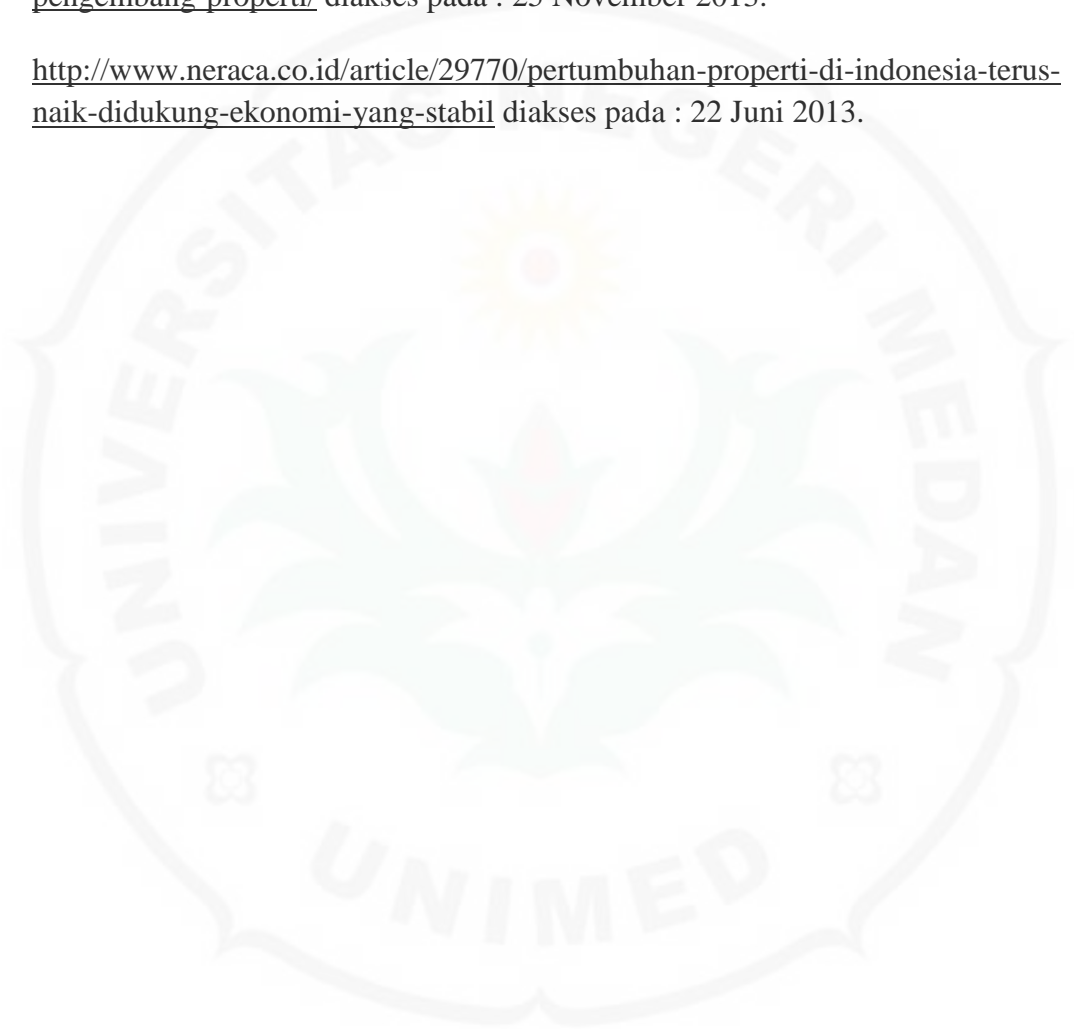 pengembang-properti/ diakses pada : 25 November 2013.
http://www.neraca.co.id/article/29770/pertumbuhan-properti-di-indonesia-terus-
naik-didukung-ekonomi-yang-stabil diakses pada : 22 Juni 2013.
UNIVERSITAS NEGERI MEDAN
UNIMED